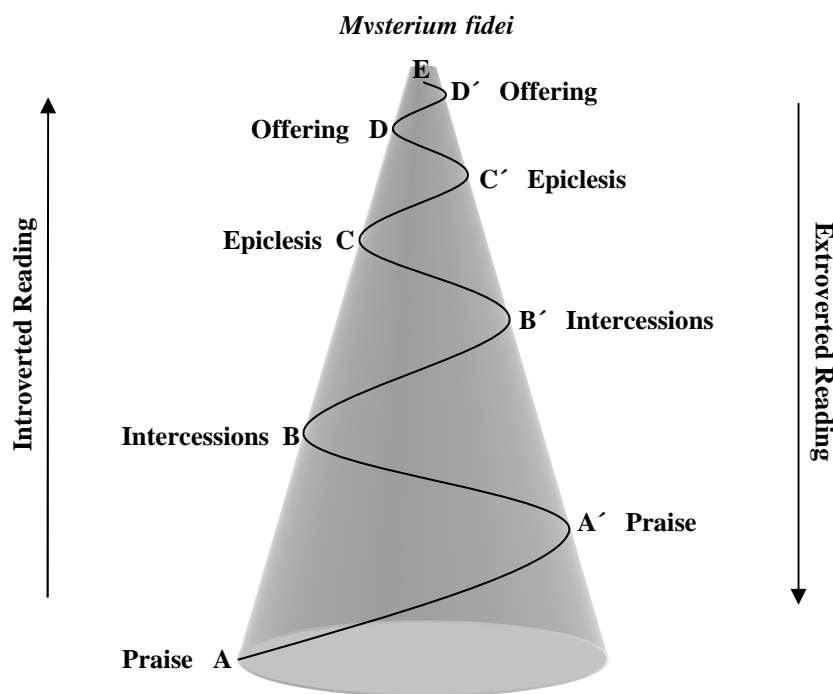 Mysterium fidei
E
D´ Offering
Offering D
C´ Epiclesis
Epiclesis C
B´ Intercessions
Intercessions B
A´ Praise
Praise A
Introverted Reading
Extroverted Reading